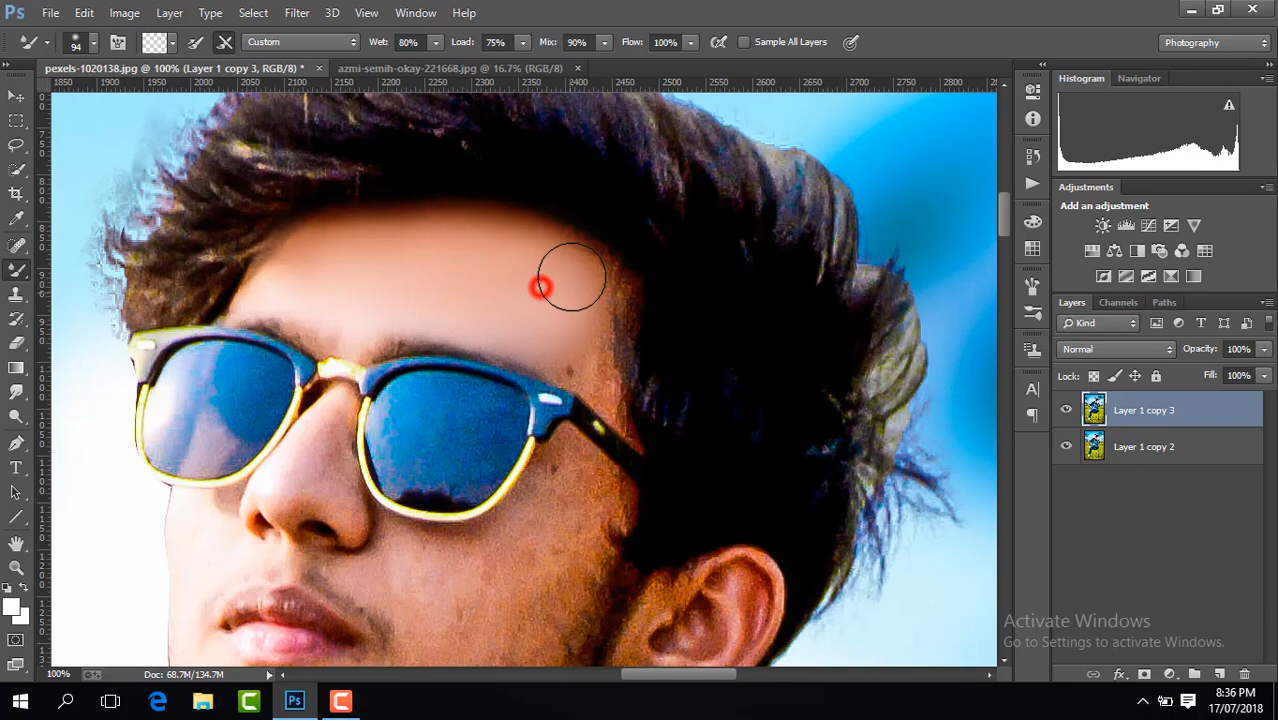 Ps File Edit Image Layer Type Select Filter 3D View Window Help
94 Custom Wet: 80% Load: 75% Mix: 90% Flow: 100% Sample All Layers Photography
pexels-1020138.jpg @ 100% (Layer 1 copy 3, RGB/8) * × azmi-semih-okay-221668.jpg @ 16.7% (RGB/8) ×
1850 1900 1950 2000 2050 2100 2150 2200 2250 2300 2350 2400 2450 2500 2550 2600 2650 2700 2750 2800 2850
Histogram Navigator
Adjustments
Add an adjustment
Layers Channels Paths
Kind
Normal Opacity: 100%
Lock: Fill: 100%
Layer 1 copy 3
Layer 1 copy 2
Activate Windows
Go to Settings to activate Windows.
100% Doc: 68.7M/134.7M
8:36 PM
17/07/2018